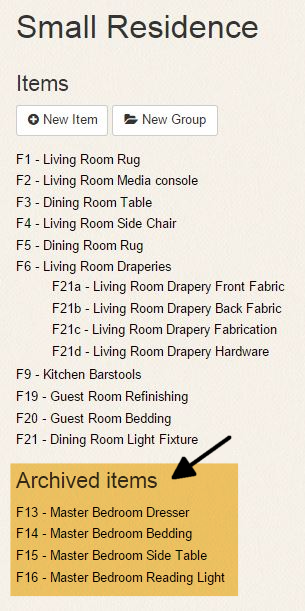 Small Residence
Items
New Item New Group
F1 - Living Room Rug
F2 - Living Room Media console
F3 - Dining Room Table
F4 - Living Room Side Chair
F5 - Dining Room Rug
F6 - Living Room Draperies
F21a - Living Room Drapery Front Fabric
F21b - Living Room Drapery Back Fabric
F21c - Living Room Drapery Fabrication
F21d - Living Room Drapery Hardware
F9 - Kitchen Barstools
F19 - Guest Room Refinishing
F20 - Guest Room Bedding
F21 - Dining Room Light Fixture
Archived items
F13 - Master Bedroom Dresser
F14 - Master Bedroom Bedding
F15 - Master Bedroom Side Table
F16 - Master Bedroom Reading Light